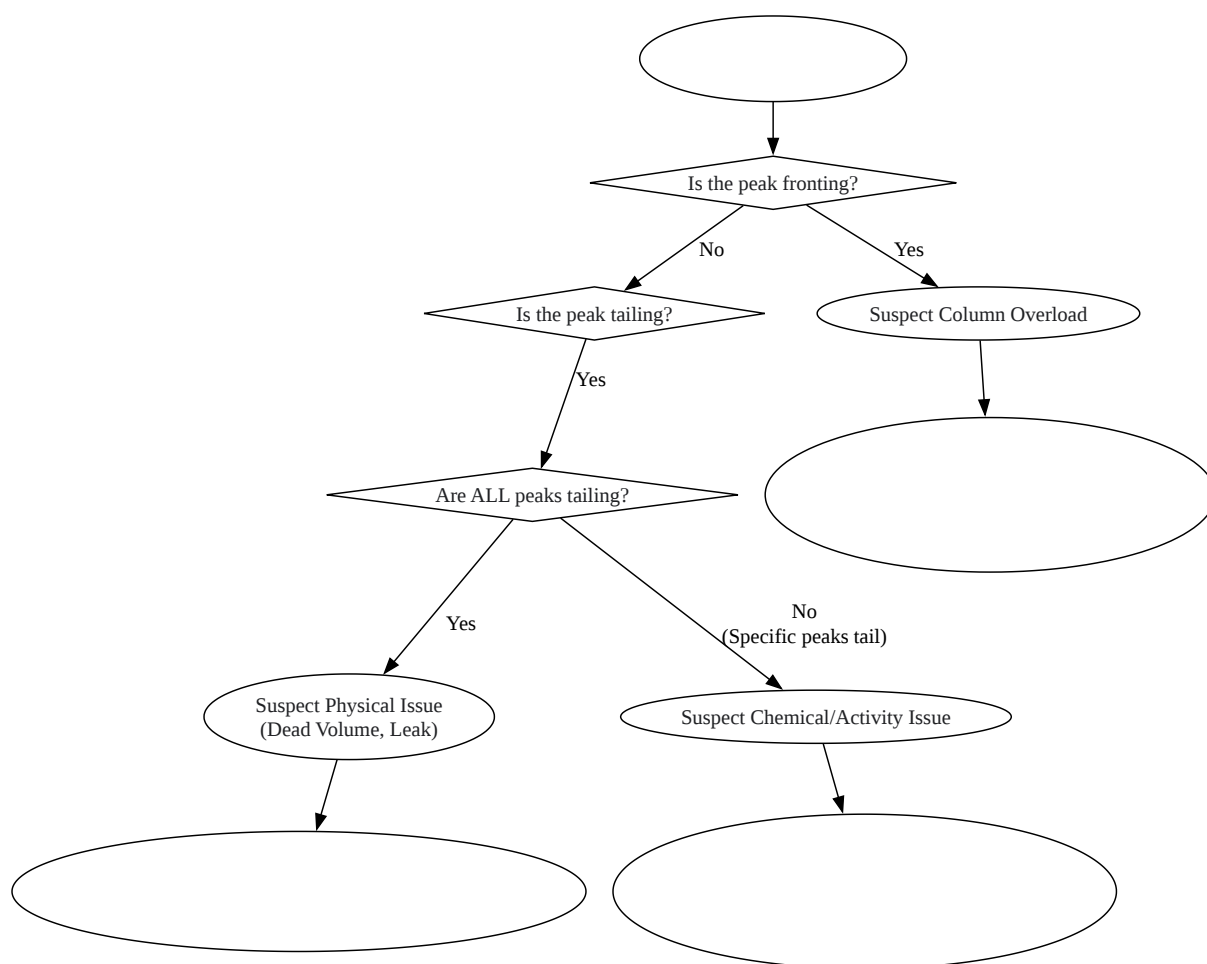 Is the peak fronting?
No
Yes
Is the peak tailing?
Suspect Column Overload
Yes
Are ALL peaks tailing?
Yes
No
(Specific peaks tail)
Suspect Physical Issue
(Dead Volume, Leak)
Suspect Chemical/Activity Issue